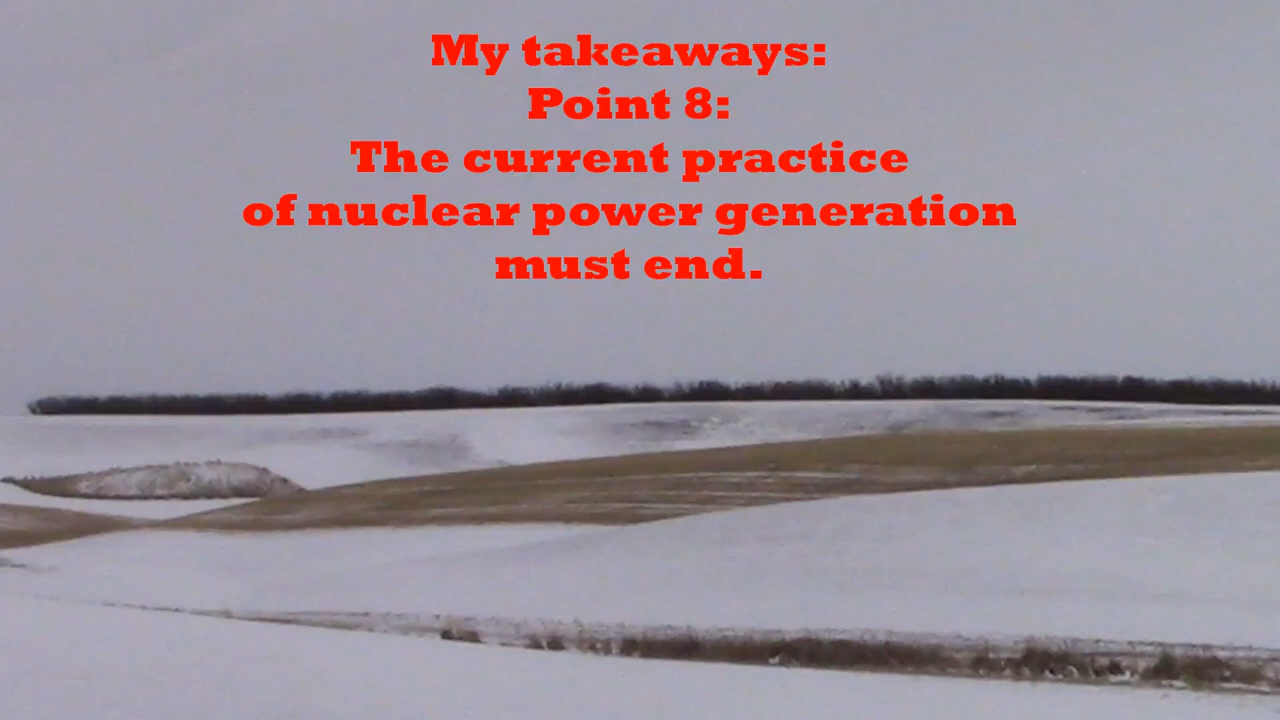 My takeaways:
Point 8:
The current practice
of nuclear power generation
must end.